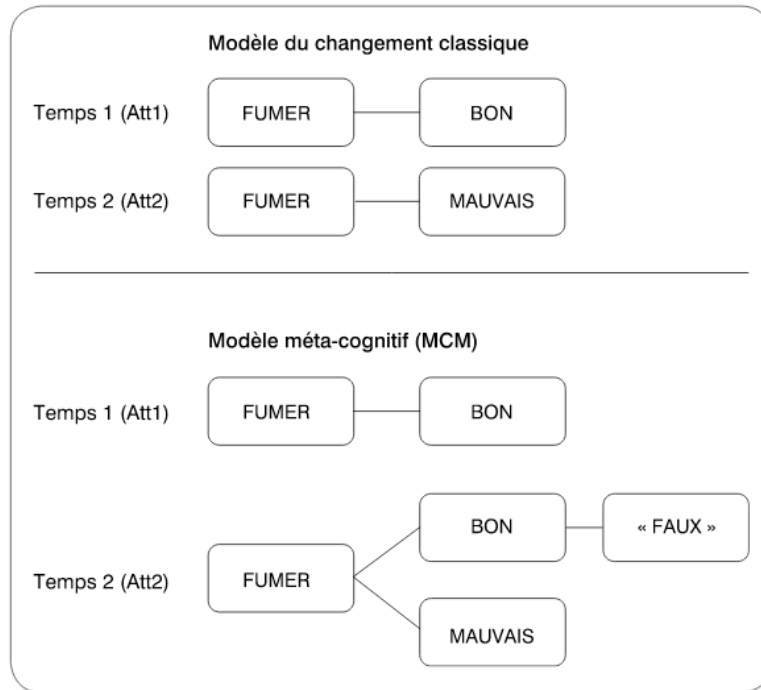 Modèle du changement classique
Temps 1 (Att1) FUMER BON
Temps 2 (Att2) FUMER MAUVAIS
Modèle méta-cognitif (MCM)
Temps 1 (Att1) FUMER BON
BON « FAUX »
Temps 2 (Att2) FUMER
MAUVAIS